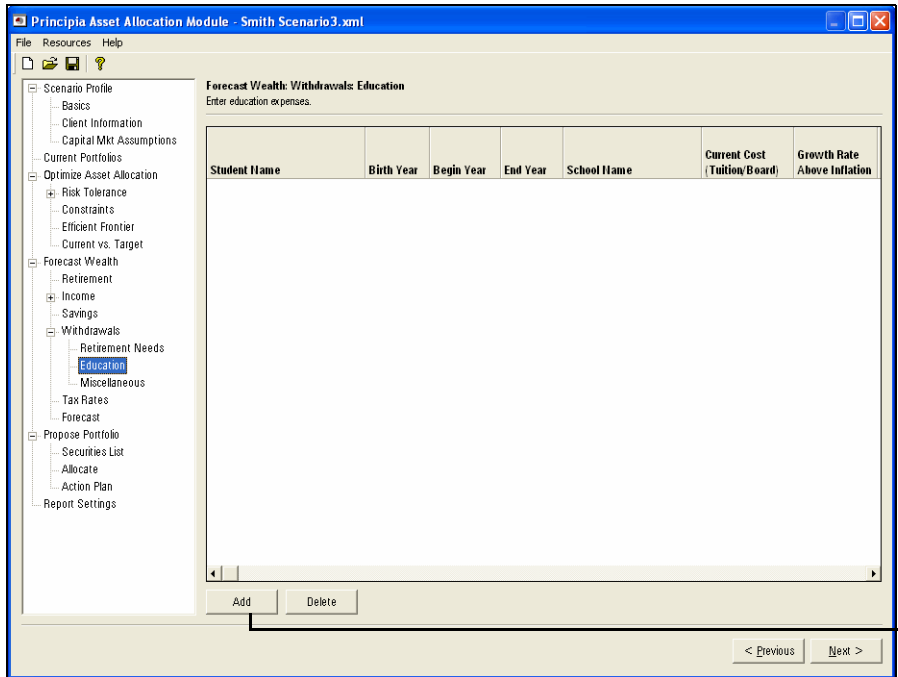 Principia Asset Allocation Module - Smith Scenario3.xml
File Resources Help
Scenario Profile
Basics
Client Information
Capital Mkt Assumptions
Current Portfolios
Optimize Asset Allocation
Risk Tolerance
Constraints
Efficient Frontier
Current vs. Target
Forecast Wealth
Retirement
Income
Savings
Withdrawals
Retirement Needs
Education
Miscellaneous
Tax Rates
Forecast
Propose Portfolio
Securities List
Allocate
Action Plan
Report Settings
Forecast Wealth: Withdrawals: Education
Enter education expenses.
Student Name
Birth Year
Begin Year
End Year
School Name
Current Cost
(Tuition/Board)
Growth Rate
Above Inflation
Add
Delete
< Previous
Next >